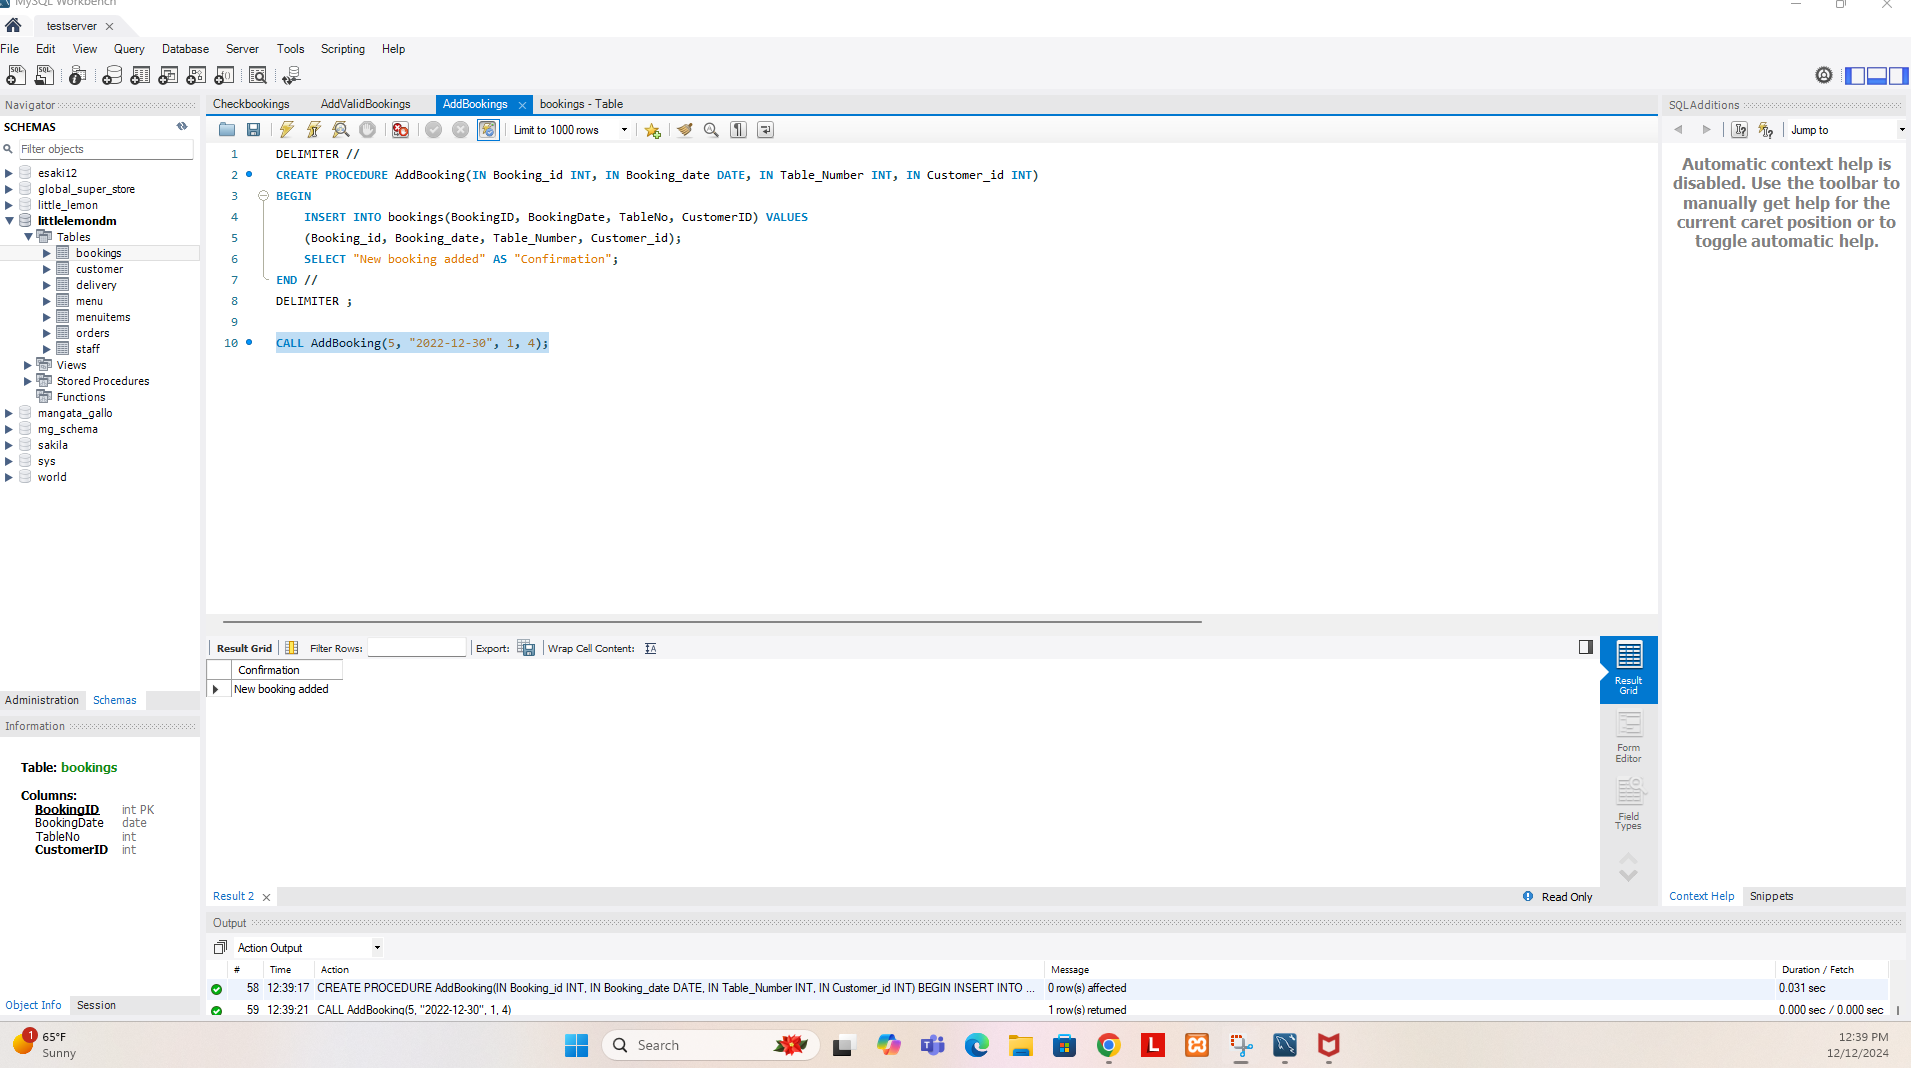 MySQL Workbench
testserver
File Edit View Query Database Server Tools Scripting Help
Navigator
SCHEMAS
Filter objects
esaki12
global_super_store
little_lemon
littlelemondm
Tables
bookings
customer
delivery
menu
menuitems
orders
staff
Views
Stored Procedures
Functions
mangata_gallo
mg_schema
sakila
sys
world
Administration Schemas
Information
Table: bookings
Columns:
BookingID int PK
BookingDate date
TableNo int
CustomerID int
Object Info Session
Checkbookings AddValidBookings AddBookings bookings - Table
Limit to 1000 rows
1 DELIMITER //
2 CREATE PROCEDURE AddBooking(IN Booking_id INT, IN Booking_date DATE, IN Table_Number INT, IN Customer_id INT)
3 BEGIN
4 INSERT INTO bookings(BookingID, BookingDate, TableNo, CustomerID) VALUES
5 (Booking_id, Booking_date, Table_Number, Customer_id);
6 SELECT "New booking added" AS "Confirmation";
7 END //
8 DELIMITER ;
9
10 CALL AddBooking(5, "2022-12-30", 1, 4);
Result Grid Filter Rows: Export: Wrap Cell Content:
Confirmation
New booking added
Result
Grid
Form
Editor
Field
Types
Result 2
Read Only
SQLAdditions
Jump to
Automatic context help is
disabled. Use the toolbar to
manually get help for the
current caret position or to
toggle automatic help.
Context Help Snippets
Output
Action Output
# Time Action Message Duration / Fetch
58 12:39:17 CREATE PROCEDURE AddBooking(IN Booking_id INT, IN Booking_date DATE, IN Table_Number INT, IN Customer_id INT) BEGIN INSERT INTO ... 0 row(s) affected 0.031 sec
59 12:39:21 CALL AddBooking(5, "2022-12-30", 1, 4) 1 row(s) returned 0.000 sec / 0.000 sec
1
65°F
Sunny
Search
L
12:39 PM
12/12/2024